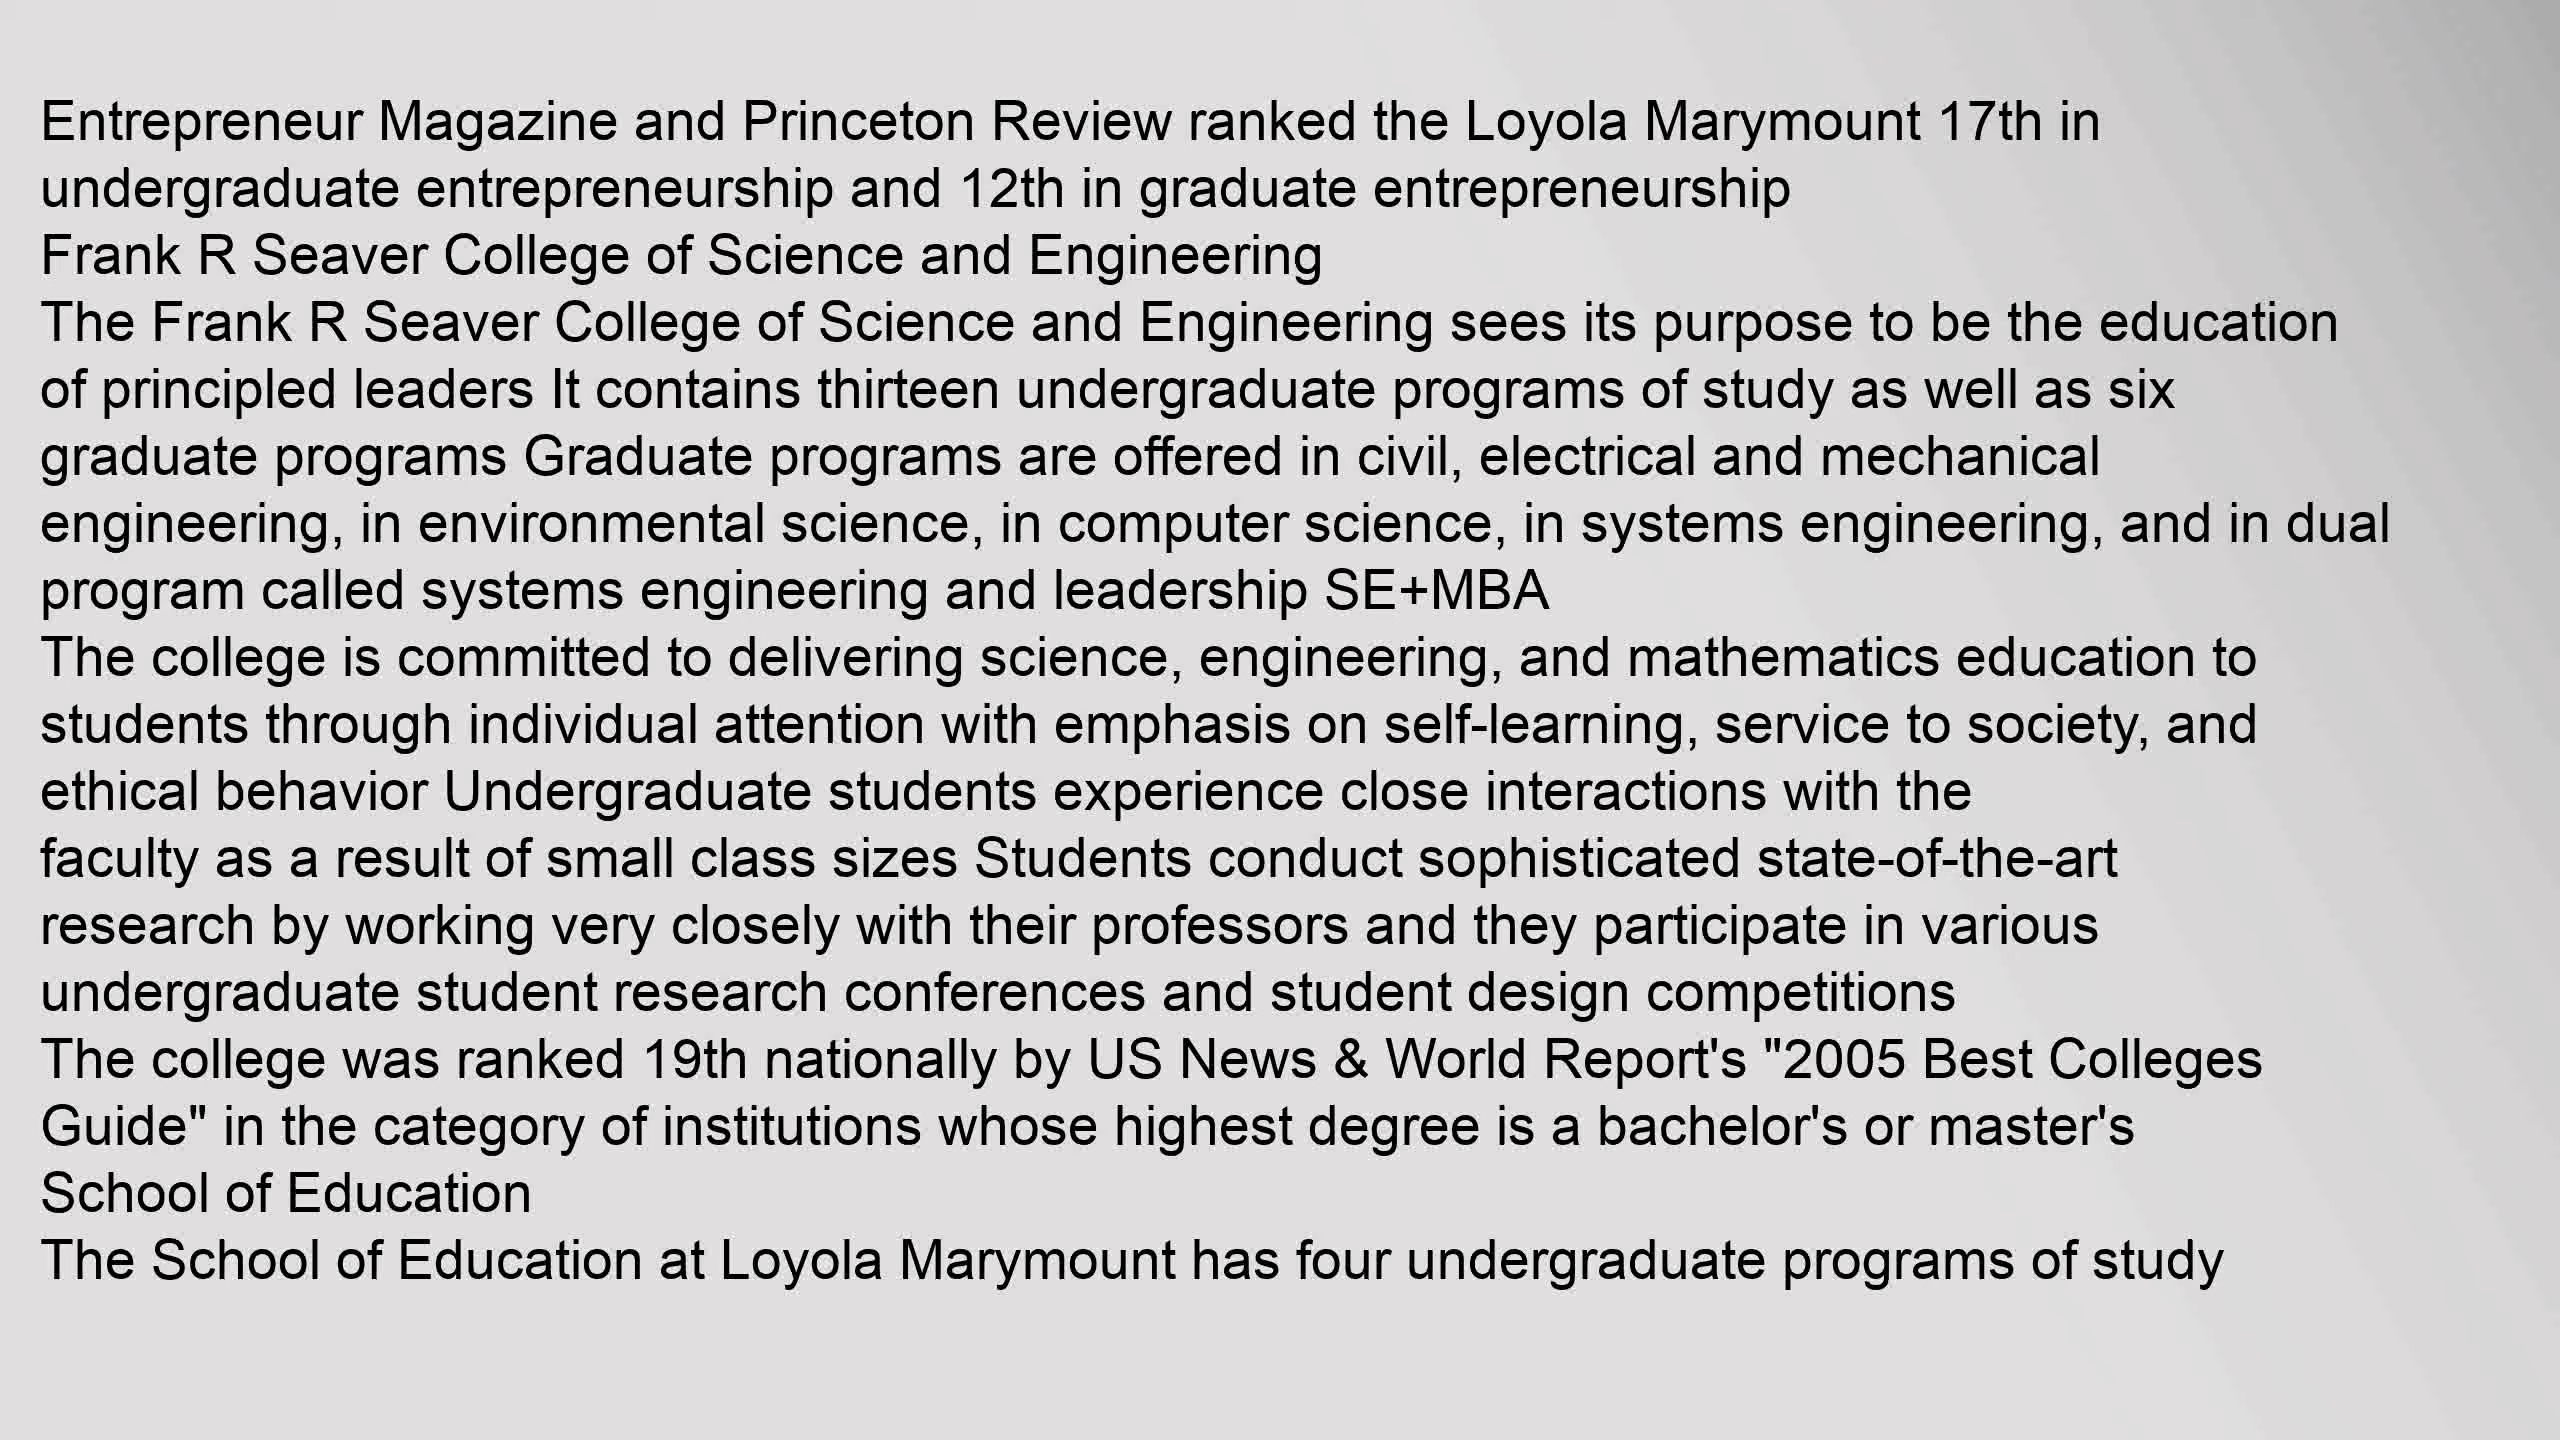 Entrepreneur Magazine and Princeton Review ranked the Loyola Marymount 17th in
undergraduate entrepreneurship and 12th in graduate entrepreneurship
Frank R Seaver College of Science and Engineering
The Frank R Seaver College of Science and Engineering sees its purpose to be the education
of principled leaders It contains thirteen undergraduate programs of study as well as six
graduate programs Graduate programs are offered in civil, electrical and mechanical
engineering, in environmental science, in computer science, in systems engineering, and in dual
program called systems engineering and leadership SE+MBA
The college is committed to delivering science, engineering, and mathematics education to
students through individual attention with emphasis on self-learning, service to society, and
ethical behavior Undergraduate students experience close interactions with the
faculty as a result of small class sizes Students conduct sophisticated state-of-the-art
research by working very closely with their professors and they participate in various
undergraduate student research conferences and student design competitions
The college was ranked 19th nationally by US News & World Report's "2005 Best Colleges
Guide" in the category of institutions whose highest degree is a bachelor's or master's
School of Education
The School of Education at Loyola Marymount has four undergraduate programs of study